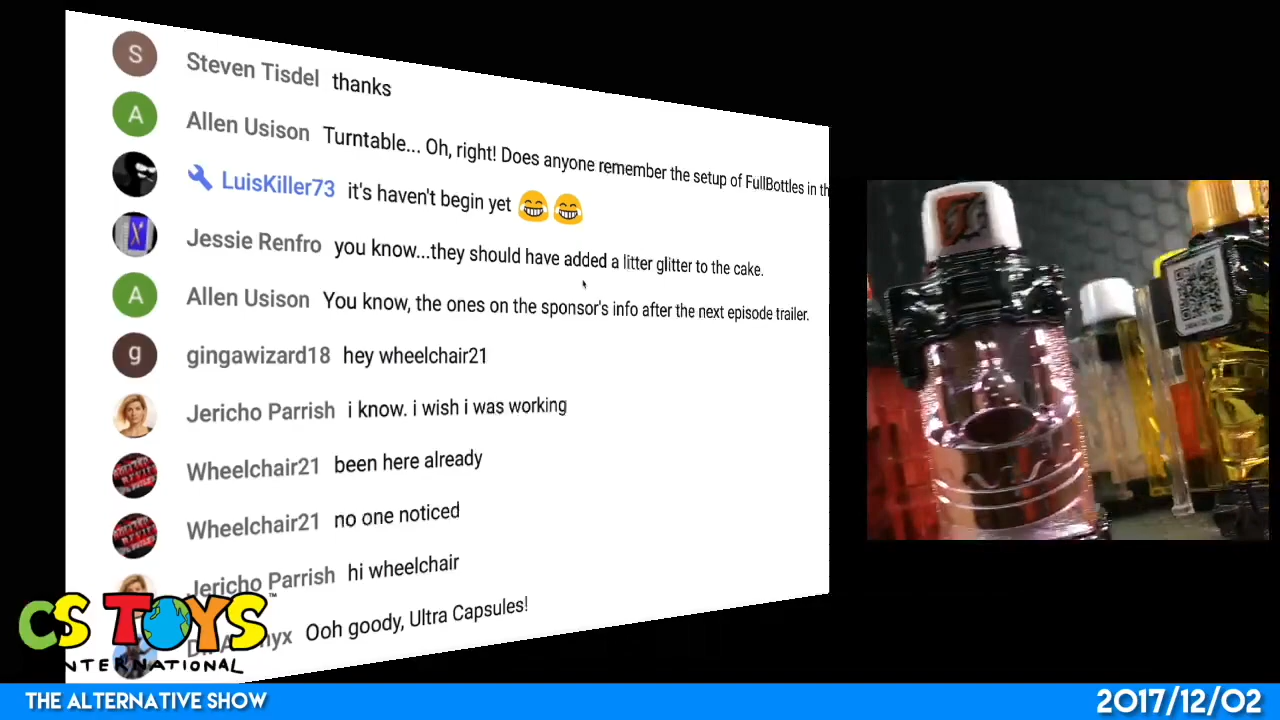 Steven Tisdel thanks
Allen Usison Turntable... Oh, right! Does anyone remember the setup of FullBottles in th
LuisKiller73 it's haven't begin yet 😂😂
Jessie Renfro you know...they should have added a litter glitter to the cake.
Allen Usison You know, the ones on the sponsor's info after the next episode trailer.
gingawizard18 hey wheelchair21
Jericho Parrish i know. i wish i was working
Wheelchair21 been here already
Wheelchair21 no one noticed
Jericho Parrish hi wheelchair
Ooh goody, Ultra Capsules!
CS TOYS™
INTERNATIONAL
THE ALTERNATIVE SHOW
2017/12/02